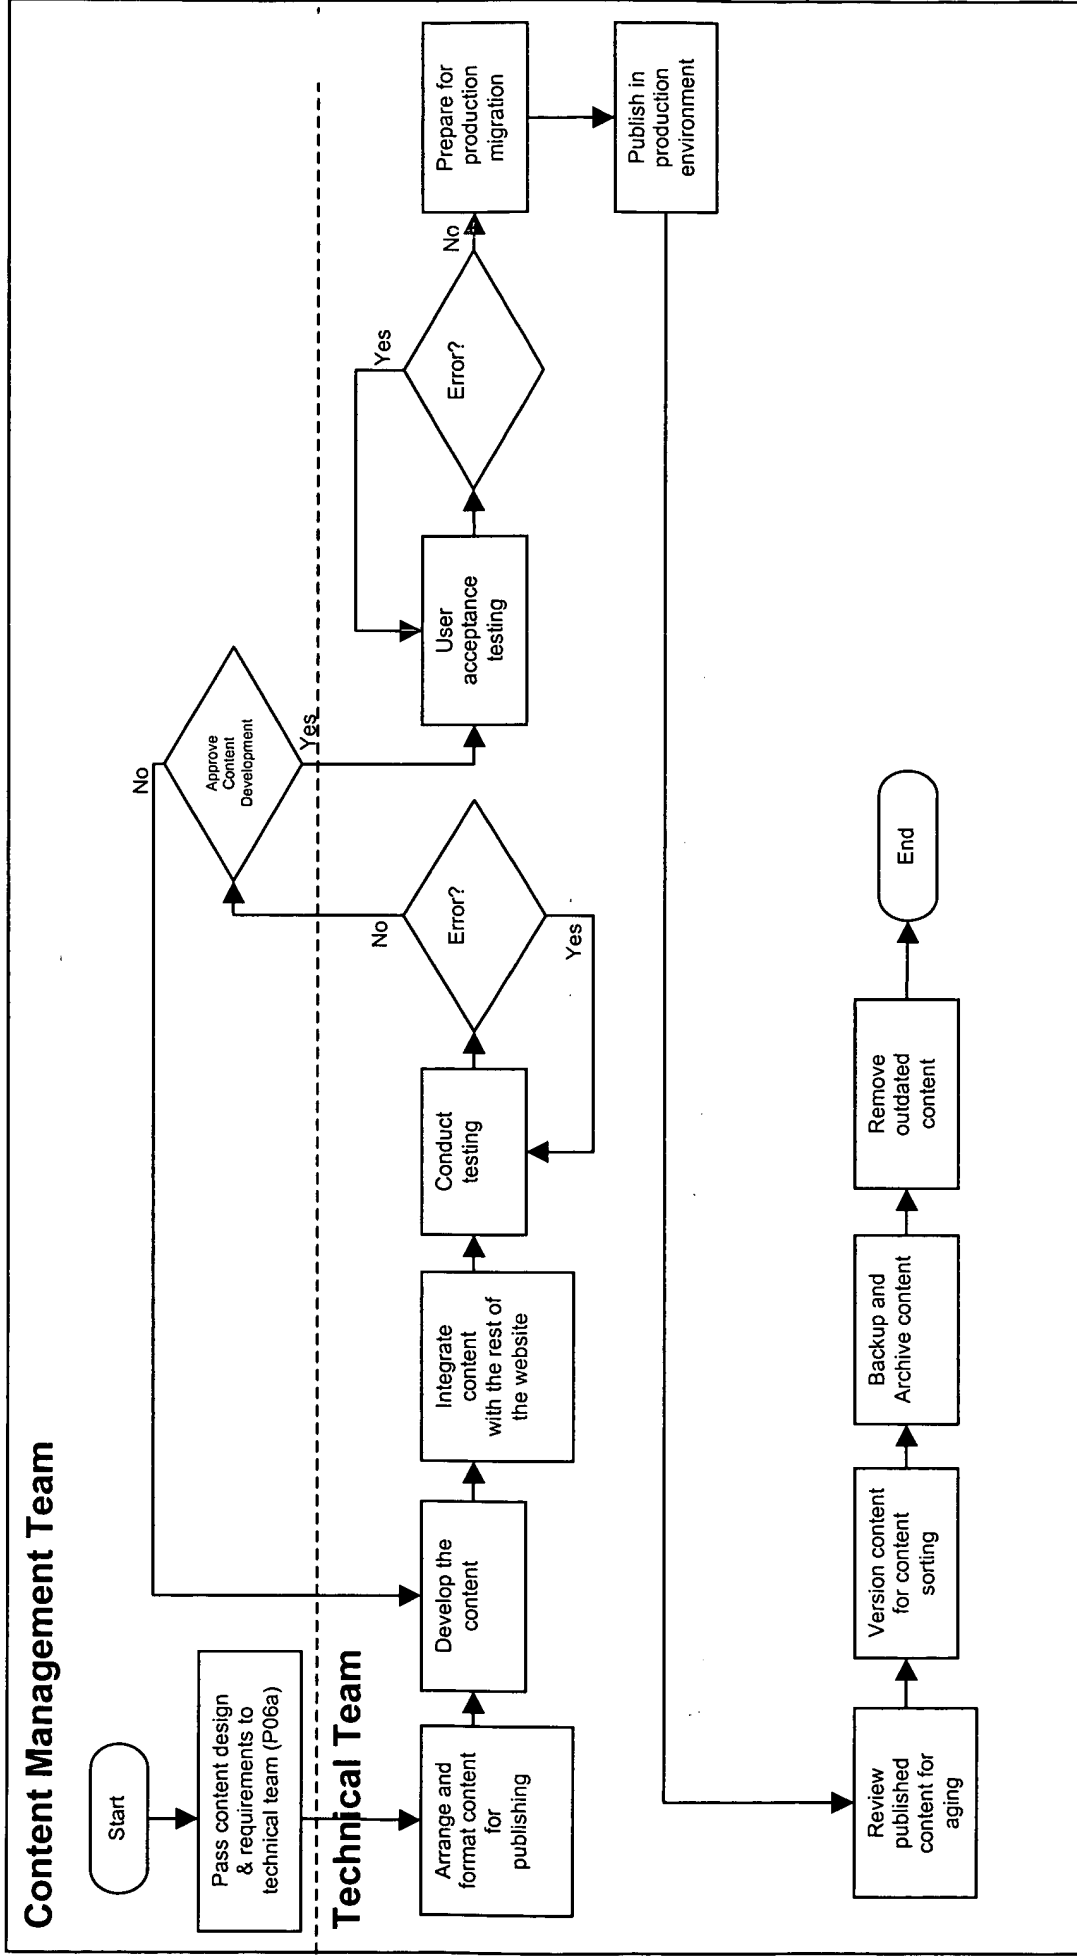 Content Management Team
Start
Pass content design
& requirements to
technical team (P06a)
No
Approve
Content
Development
Yes
Technical Team
Arrange and
format content
for
publishing
Develop the
content
Integrate
content
with the rest of
the website
Conduct
testing
Error?
No
Yes
User
acceptance
testing
Error?
Yes
No
Prepare for
production
migration
Publish in
production
environment
Review
published
content for
aging
Version content
for content
sorting
Backup and
Archive content
Remove
outdated
content
End